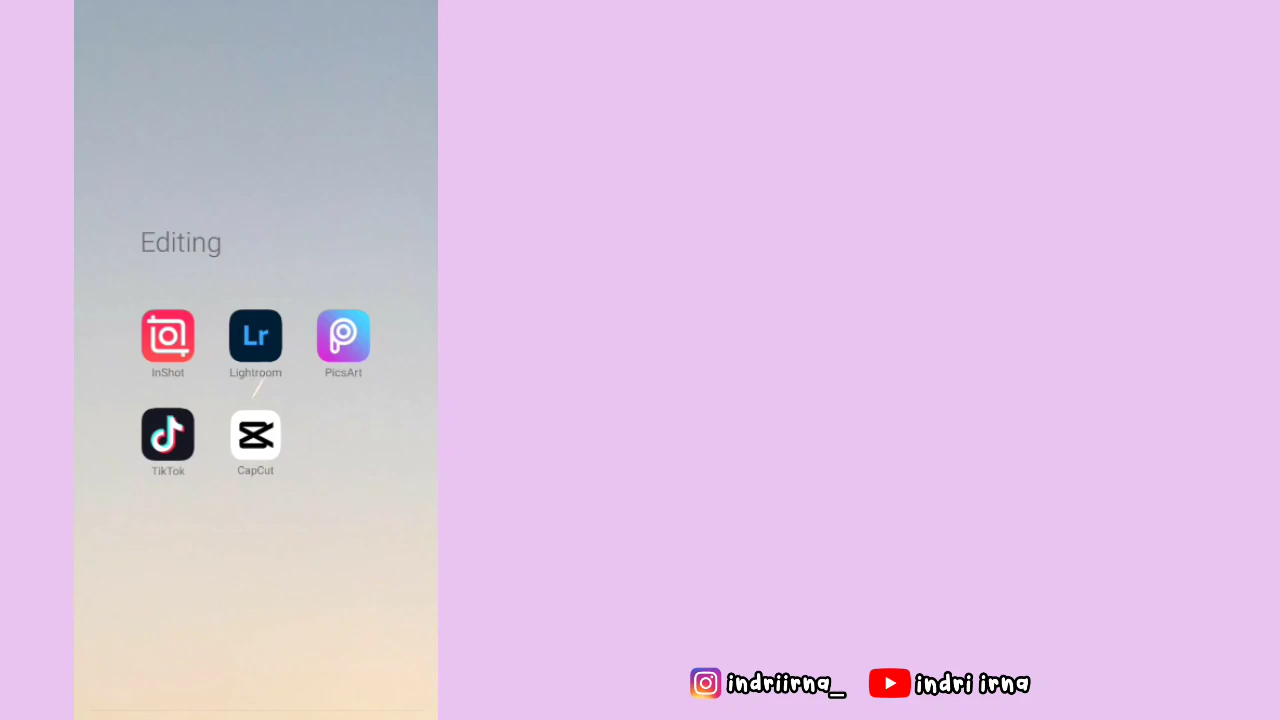 Editing
Lr
InShot Lightroom PicsArt
TikTok CapCut
indriirna_ indri irna